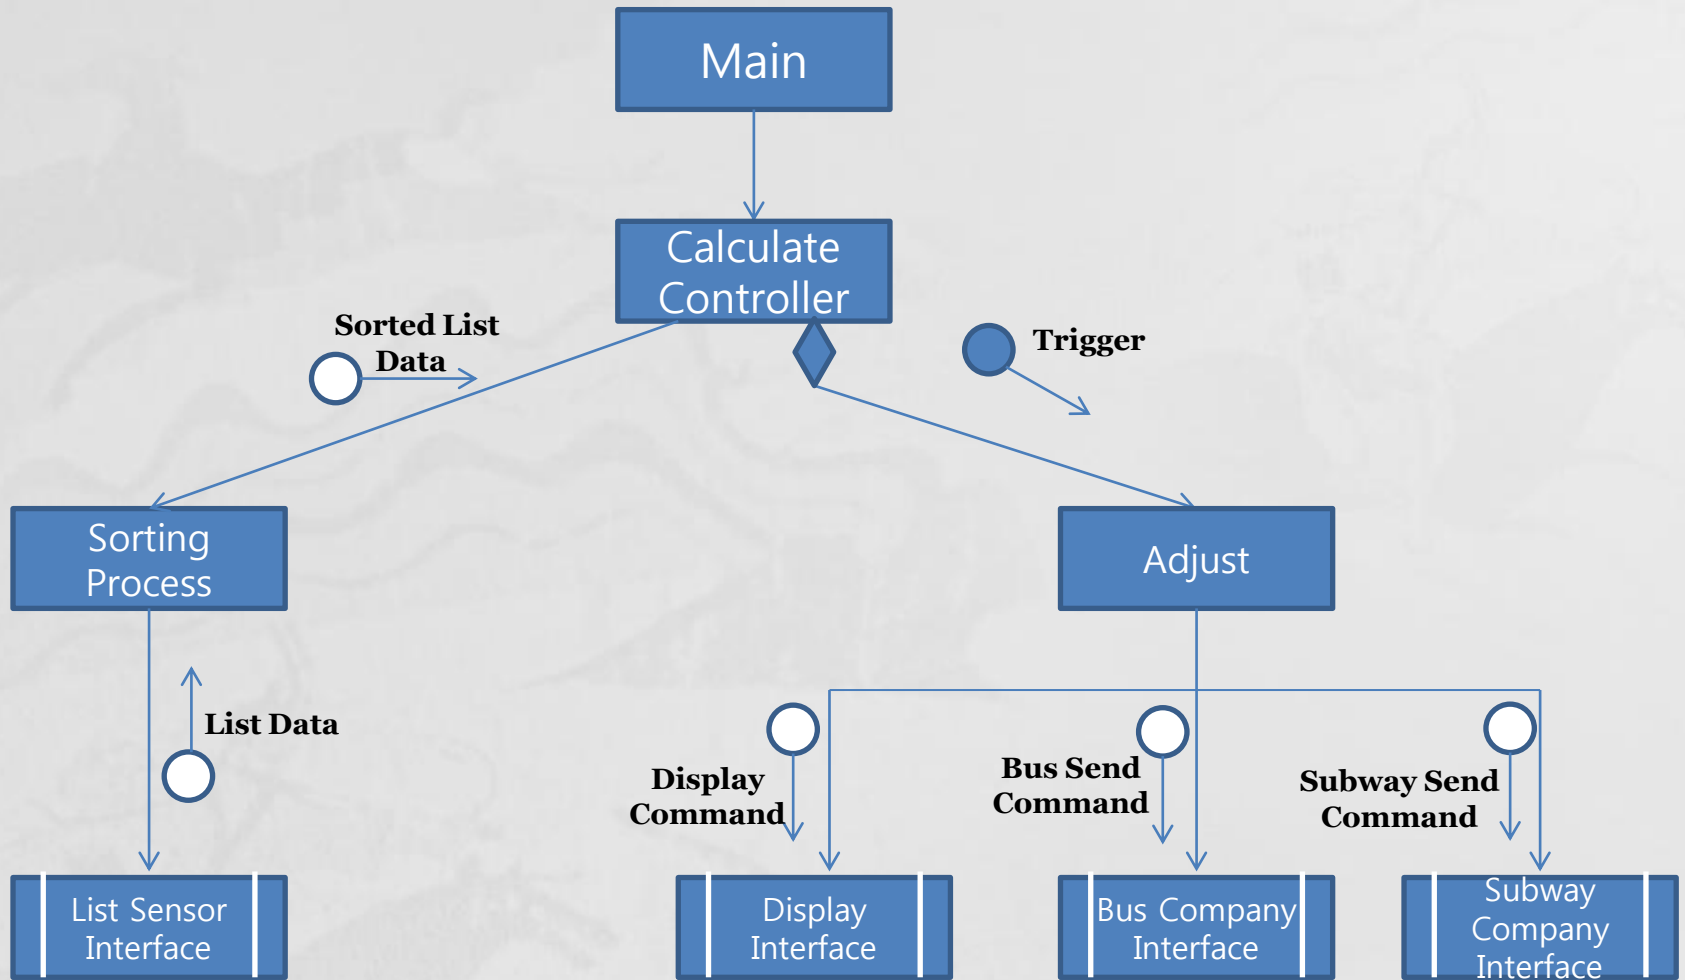 Main
Calculate
Controller
Sorted List
Data
Trigger
Sorting
Process
Adjust
List Data
Display
Command
Bus Send
Command
Subway Send
Command
List Sensor
Interface
Display
Interface
Bus Company
Interface
Subway
Company
Interface